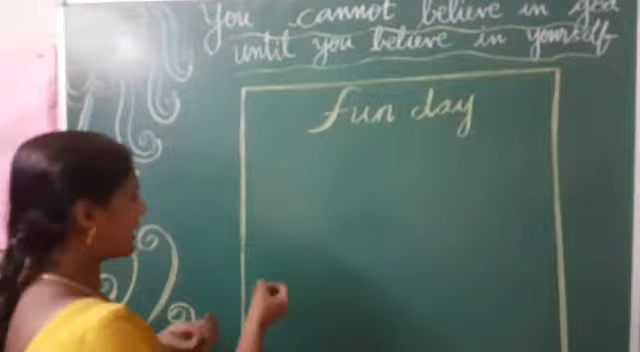 You cannot believe in god
until you believe in yourself
fun day